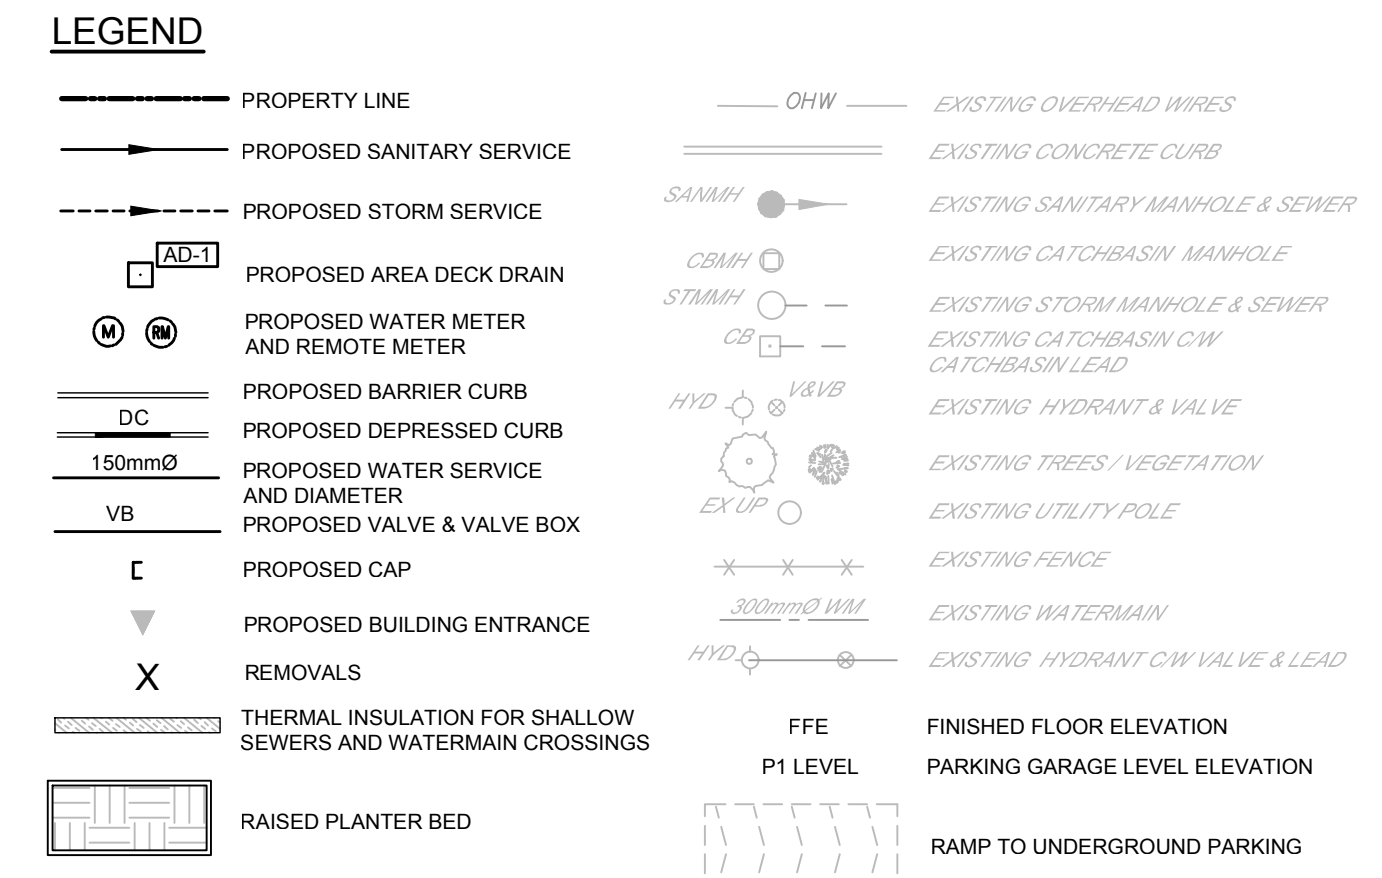 LEGEND
PROPERTY LINE
PROPOSED SANITARY SERVICE
PROPOSED STORM SERVICE
AD-1
PROPOSED AREA DECK DRAIN
M RM
PROPOSED WATER METER
AND REMOTE METER
PROPOSED BARRIER CURB
DC
PROPOSED DEPRESSED CURB
150mmØ
PROPOSED WATER SERVICE
AND DIAMETER
VB
PROPOSED VALVE & VALVE BOX
PROPOSED CAP
PROPOSED BUILDING ENTRANCE
X
REMOVALS
THERMAL INSULATION FOR SHALLOW
SEWERS AND WATERMAIN CROSSINGS
RAISED PLANTER BED
OHW
EXISTING OVERHEAD WIRES
EXISTING CONCRETE CURB
SANMH
EXISTING SANITARY MANHOLE & SEWER
CBMH
EXISTING CATCHBASIN MANHOLE
STMMH
EXISTING STORM MANHOLE & SEWER
CB
EXISTING CATCHBASIN C/W
CATCHBASIN LEAD
HYD V&VB
EXISTING HYDRANT & VALVE
EXISTING TREES / VEGETATION
EX UP
EXISTING UTILITY POLE
EXISTING FENCE
300mmØ WM
EXISTING WATERMAIN
HYD
EXISTING HYDRANT C/W VALVE & LEAD
FFE
FINISHED FLOOR ELEVATION
P1 LEVEL
PARKING GARAGE LEVEL ELEVATION
RAMP TO UNDERGROUND PARKING